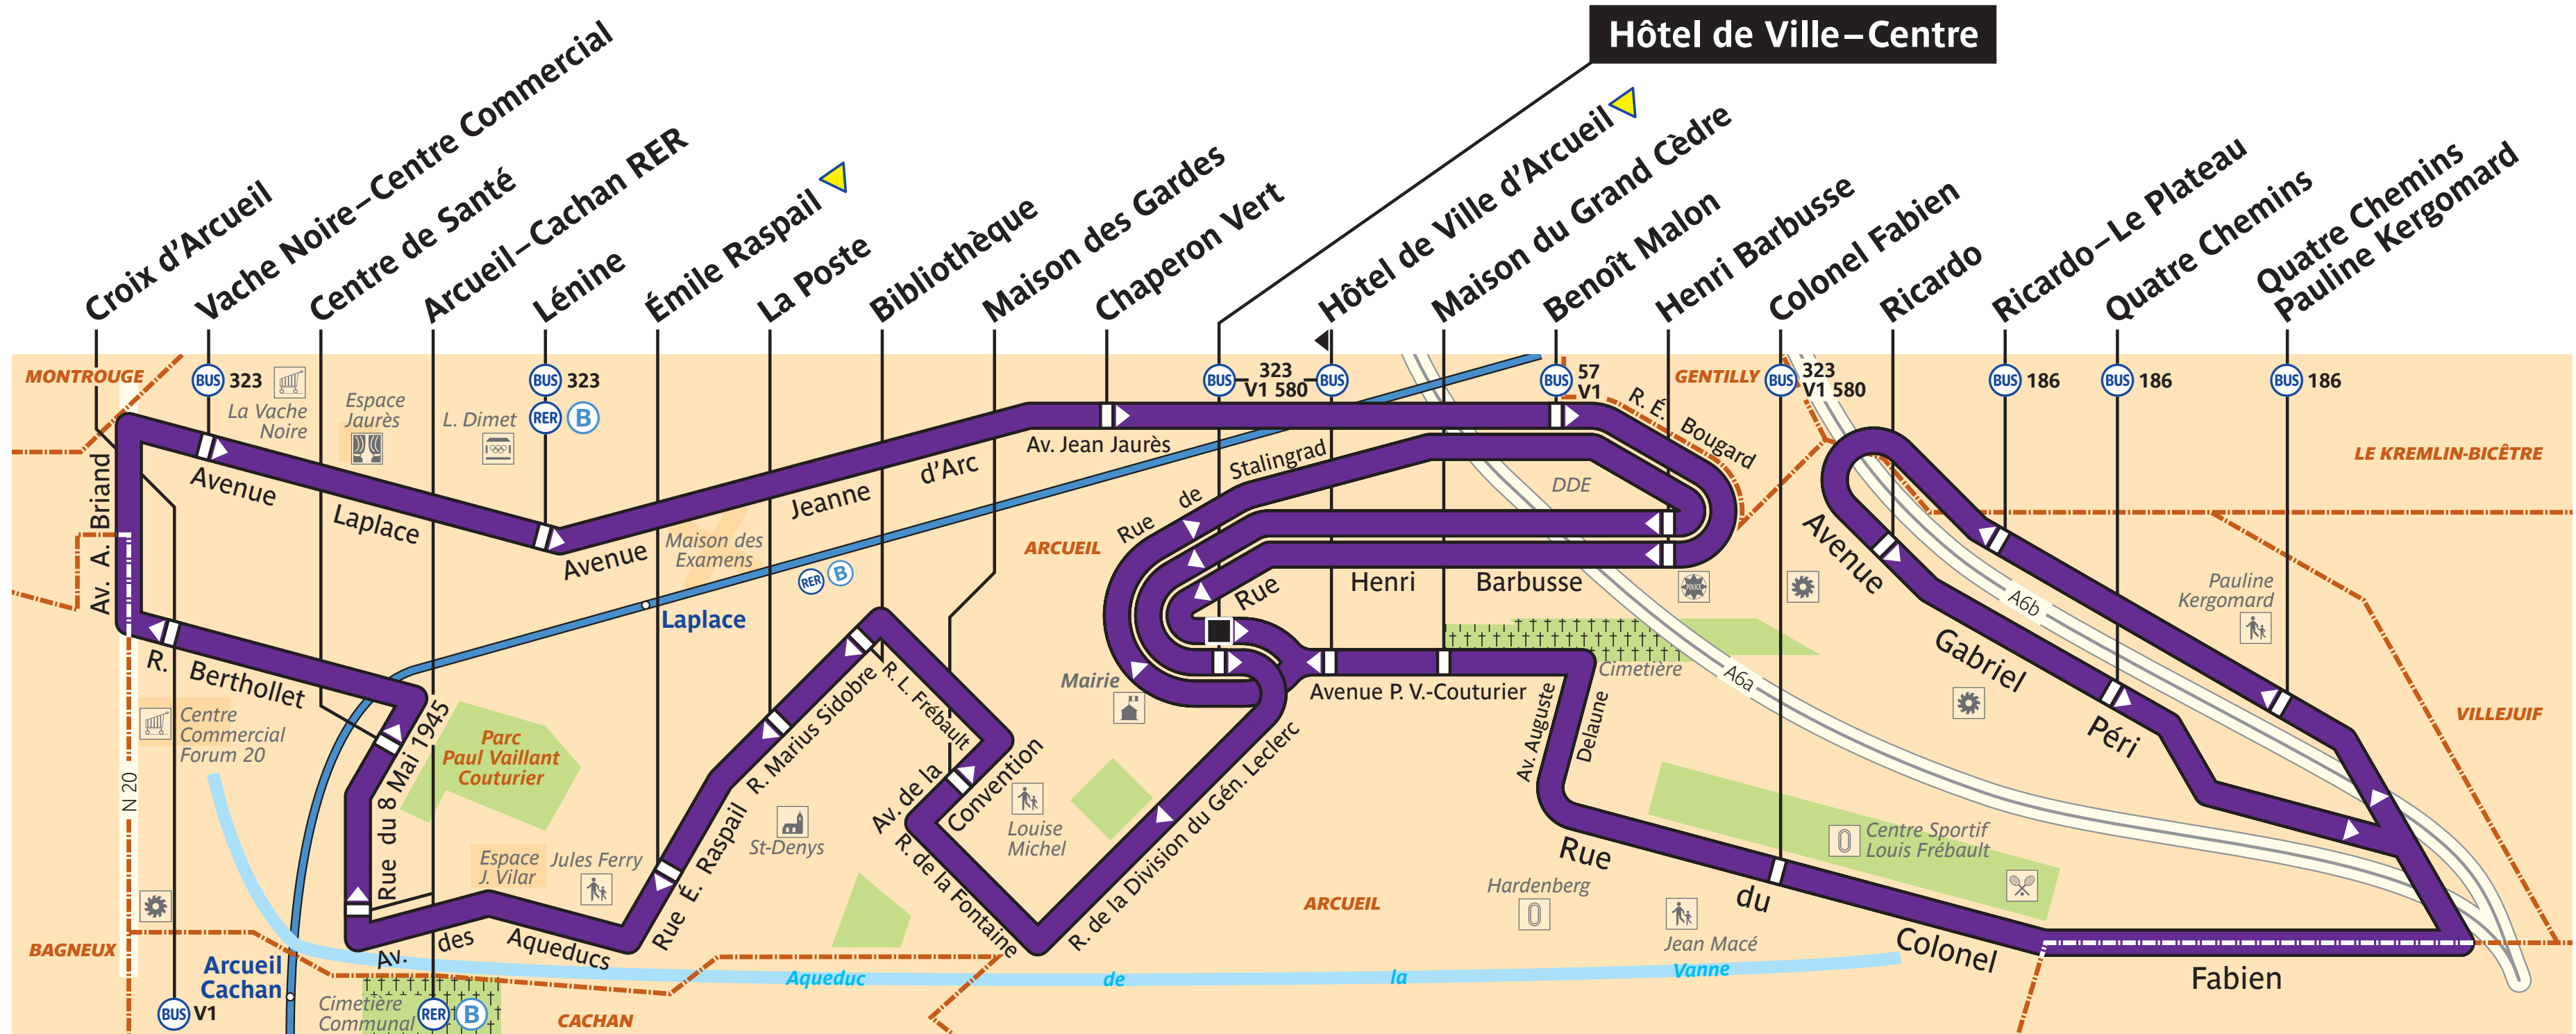 Hôtel de Ville–Centre
Croix d'Arcueil
Vache Noire–Centre Commercial
Centre de Santé
Arcueil–Cachan RER
Lénine
Émile Raspail
La Poste
Bibliothèque
Maison des Gardes
Chaperon Vert
Hôtel de Ville d'Arcueil
Maison du Grand Cèdre
Benoît Malon
Henri Barbusse
Colonel Fabien
Ricardo
Ricardo–Le Plateau
Quatre Chemins
Quatre Chemins
Pauline Kergomard
MONTROUGE
BUS 323
La Vache
Noire
Espace
Jaurès
L. Dimet
BUS 323
RER B
BUS
323
V1 580
BUS
BUS
57
V1
GENTILLY
BUS
323
V1 580
BUS 186
BUS 186
BUS 186
LE KREMLIN-BICÊTRE
Av. A. Briand
Avenue
Laplace
Avenue
Jeanne
d'Arc
Av. Jean Jaurès
Rue de Stalingrad
R. É. Bougard
DDE
Maison des
Examens
RER B
ARCUEIL
Laplace
Rue
Henri
Barbusse
Avenue
Gabriel
Péri
A6b
Pauline
Kergomard
POLICE
R. Berthollet
Centre
Commercial
Forum 20
N 20
Rue du 8 Mai 1945
Parc
Paul Vaillant
Couturier
R. Marius Sidobre
R. L. Frébault
Mairie
Avenue P. V.-Couturier
Cimetière
A6a
VILLEJUIF
Av. de la
Convention
Louise
Michel
St-Denys
Rue É. Raspail
R. de la Fontaine
R. de la Division du Gén. Leclerc
Av. Auguste
Delaune
Rue
du
Colonel
Fabien
Centre Sportif
Louis Frébault
Hardenberg
Jean Macé
ARCUEIL
Espace
J. Vilar
Jules Ferry
Av. des Aqueducs
BAGNEUX
Arcueil
Cachan
BUS V1
Cimetière
Communal
RER B
CACHAN
Aqueduc de la Vanne